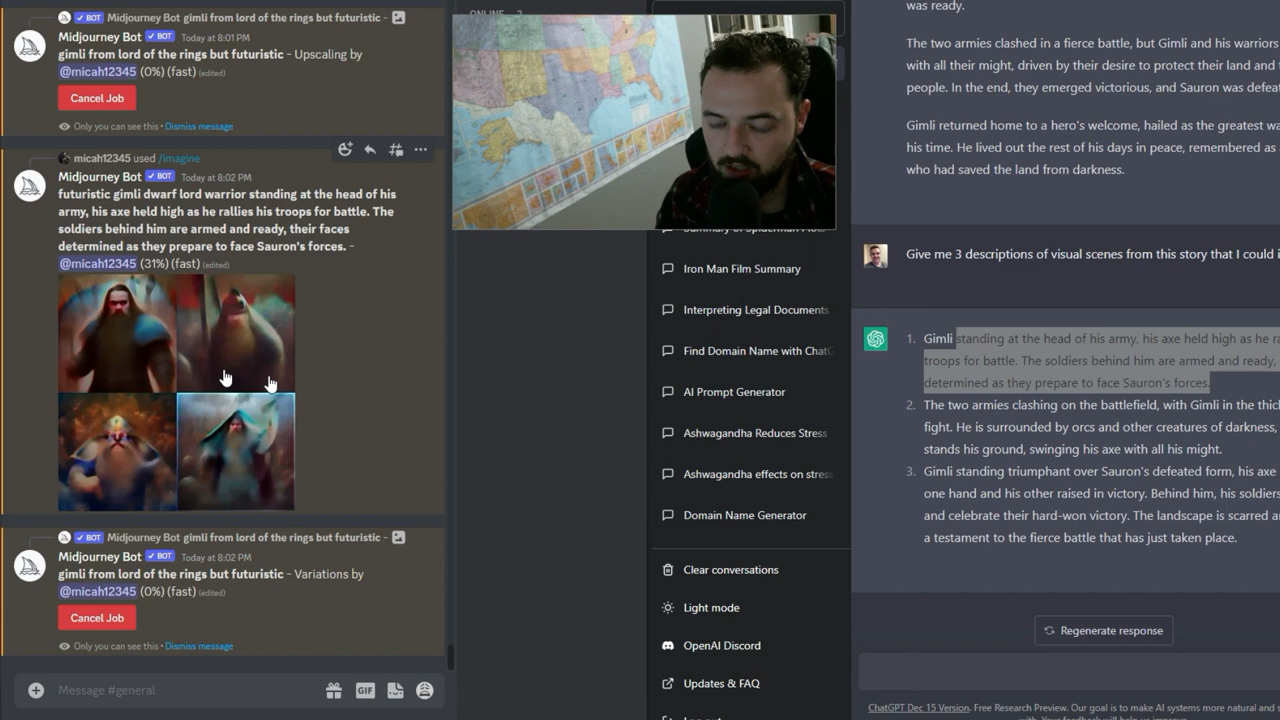 BOT Midjourney Bot gimli from lord of the rings but futuristic -
Midjourney Bot BOT Today at 8:01 PM
gimli from lord of the rings but futuristic - Upscaling by
@micah12345 (0%) (fast) (edited)
Cancel Job
Only you can see this • Dismiss message
micah12345 used /imagine
Midjourney Bot BOT Today at 8:02 PM
futuristic gimli dwarf lord warrior standing at the head of his
army, his axe held high as he rallies his troops for battle. The
soldiers behind him are armed and ready, their faces
determined as they prepare to face Sauron's forces. -
@micah12345 (31%) (fast) (edited)
BOT Midjourney Bot gimli from lord of the rings but futuristic -
Midjourney Bot BOT Today at 8:02 PM
gimli from lord of the rings but futuristic - Variations by
@micah12345 (0%) (fast) (edited)
Cancel Job
Only you can see this • Dismiss message
Message #general
GIF
Iron Man Film Summary
Interpreting Legal Documents
Find Domain Name with ChatG
AI Prompt Generator
Ashwagandha Reduces Stress
Ashwagandha effects on stress
Domain Name Generator
Clear conversations
Light mode
OpenAI Discord
Updates & FAQ
was ready.
The two armies clashed in a fierce battle, but Gimli and his warriors
with all their might, driven by their desire to protect their land and
people. In the end, they emerged victorious, and Sauron was defea
Gimli returned home to a hero's welcome, hailed as the greatest wa
his time. He lived out the rest of his days in peace, remembered as
who had saved the land from darkness.
Give me 3 descriptions of visual scenes from this story that I could i
1. Gimli standing at the head of his army, his axe held high as he ra
troops for battle. The soldiers behind him are armed and ready,
determined as they prepare to face Sauron's forces.
2. The two armies clashing on the battlefield, with Gimli in the thick
fight. He is surrounded by orcs and other creatures of darkness,
stands his ground, swinging his axe with all his might.
3. Gimli standing triumphant over Sauron's defeated form, his axe
one hand and his other raised in victory. Behind him, his soldiers
and celebrate their hard-won victory. The landscape is scarred a
a testament to the fierce battle that has just taken place.
Regenerate response
ChatGPT Dec 15 Version. Free Research Preview. Our goal is to make AI systems more natural and s